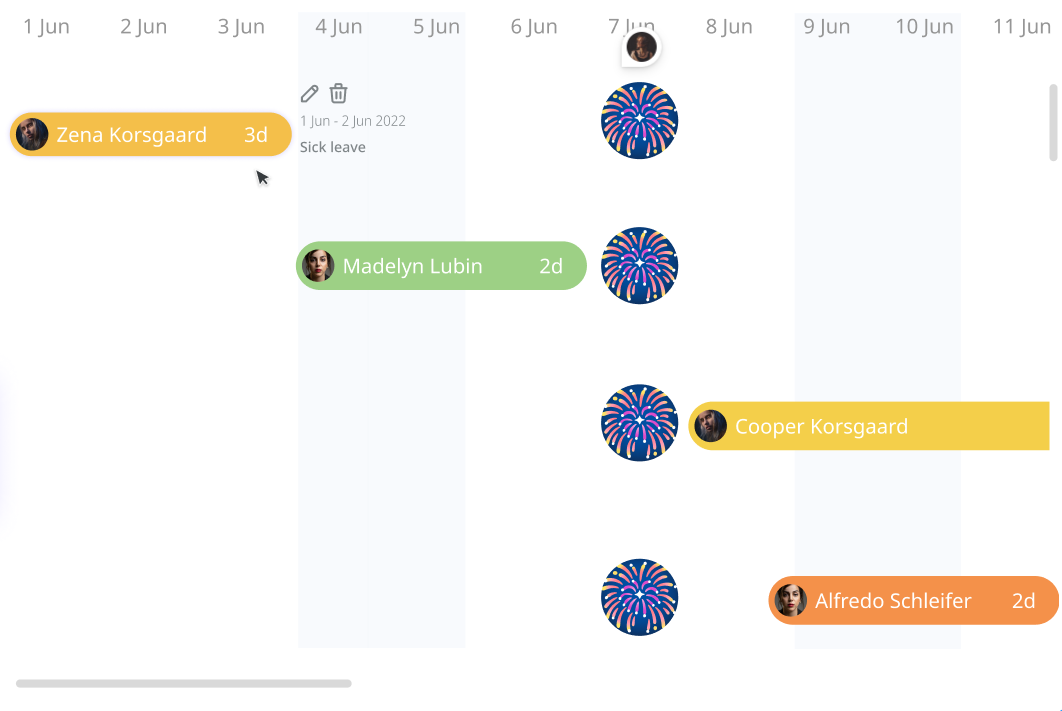 1 Jun 2 Jun 3 Jun 4 Jun 5 Jun 6 Jun 7 Jun 8 Jun 9 Jun 10 Jun 11 Jun
1 Jun - 2 Jun 2022
Zena Korsgaard 3d
Sick leave
Madelyn Lubin 2d
Cooper Korsgaard
Alfredo Schleifer 2d